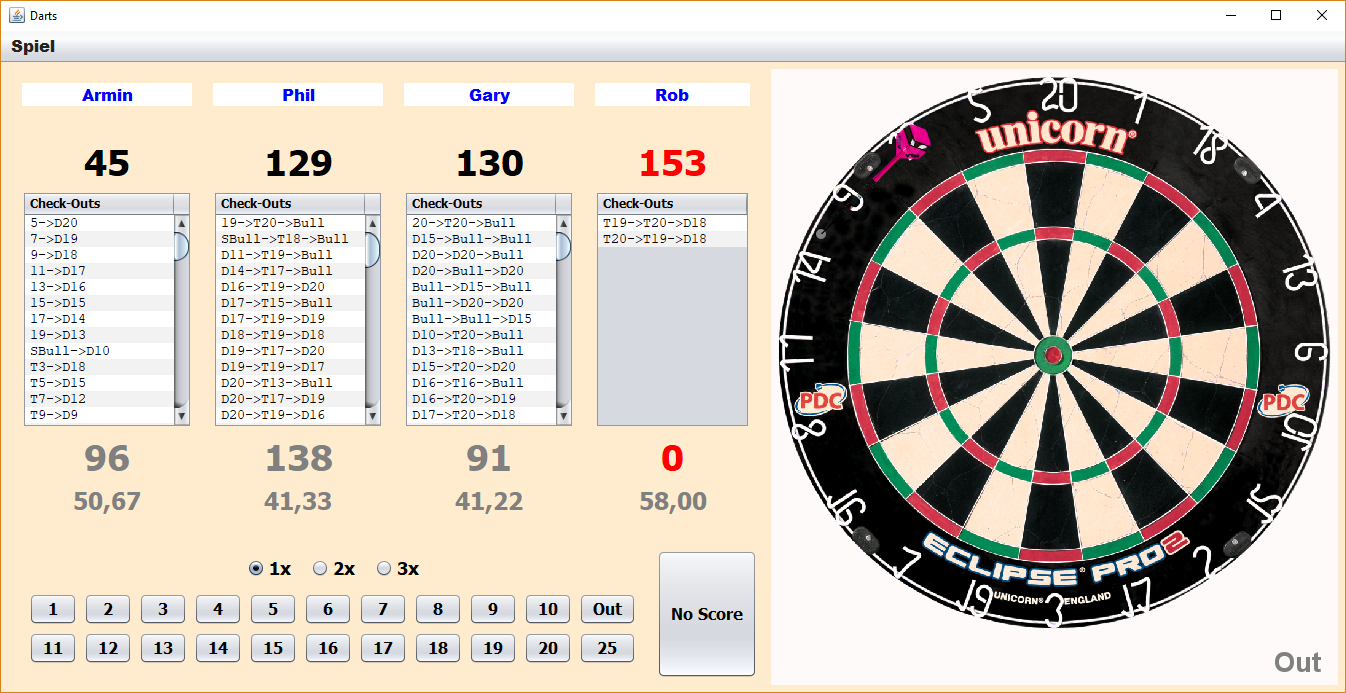 Darts
Spiel
Armin Phil Gary Rob
45 129 130 153
Check-Outs Check-Outs Check-Outs Check-Outs
5->D20 19->T20->Bull 20->T20->Bull T19->T20->D18
7->D19 SBull->T18->Bull D15->Bull->Bull T20->T19->D18
9->D18 D11->T19->Bull D20->D20->Bull
11->D17 D14->T17->Bull D20->Bull->D20
13->D16 D16->T19->D20 Bull->D15->Bull
15->D15 D17->T15->Bull Bull->D20->D20
17->D14 D17->T19->D19 Bull->Bull->D15
19->D13 D18->T19->D18 D10->T20->Bull
SBull->D10 D19->T17->D20 D13->T18->Bull
T3->D18 D19->T19->D17 D15->T20->D20
T5->D15 D20->T13->Bull D16->T16->Bull
T7->D12 D20->T17->D19 D16->T20->D19
T9->D9 D20->T19->D16 D17->T20->D18
96 138 91 0
50,67 41,33 41,22 58,00
1x 2x 3x
1 2 3 4 5 6 7 8 9 10 Out
11 12 13 14 15 16 17 18 19 20 25
No Score
20 1 18 4 13 6 10 15 2 17 3 19 7 16 8 11 14 9 12 5
unicorn®
PDC PDC
ECLIPSE® PRO2
UNICORN® ENGLAND
Out